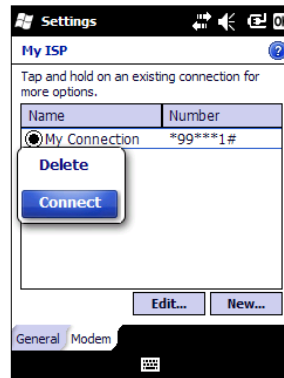 Settings
My ISP
Tap and hold on an existing connection for
more options.
Name Number
My Connection *99***1#
Delete
Connect
Edit... New...
General Modem